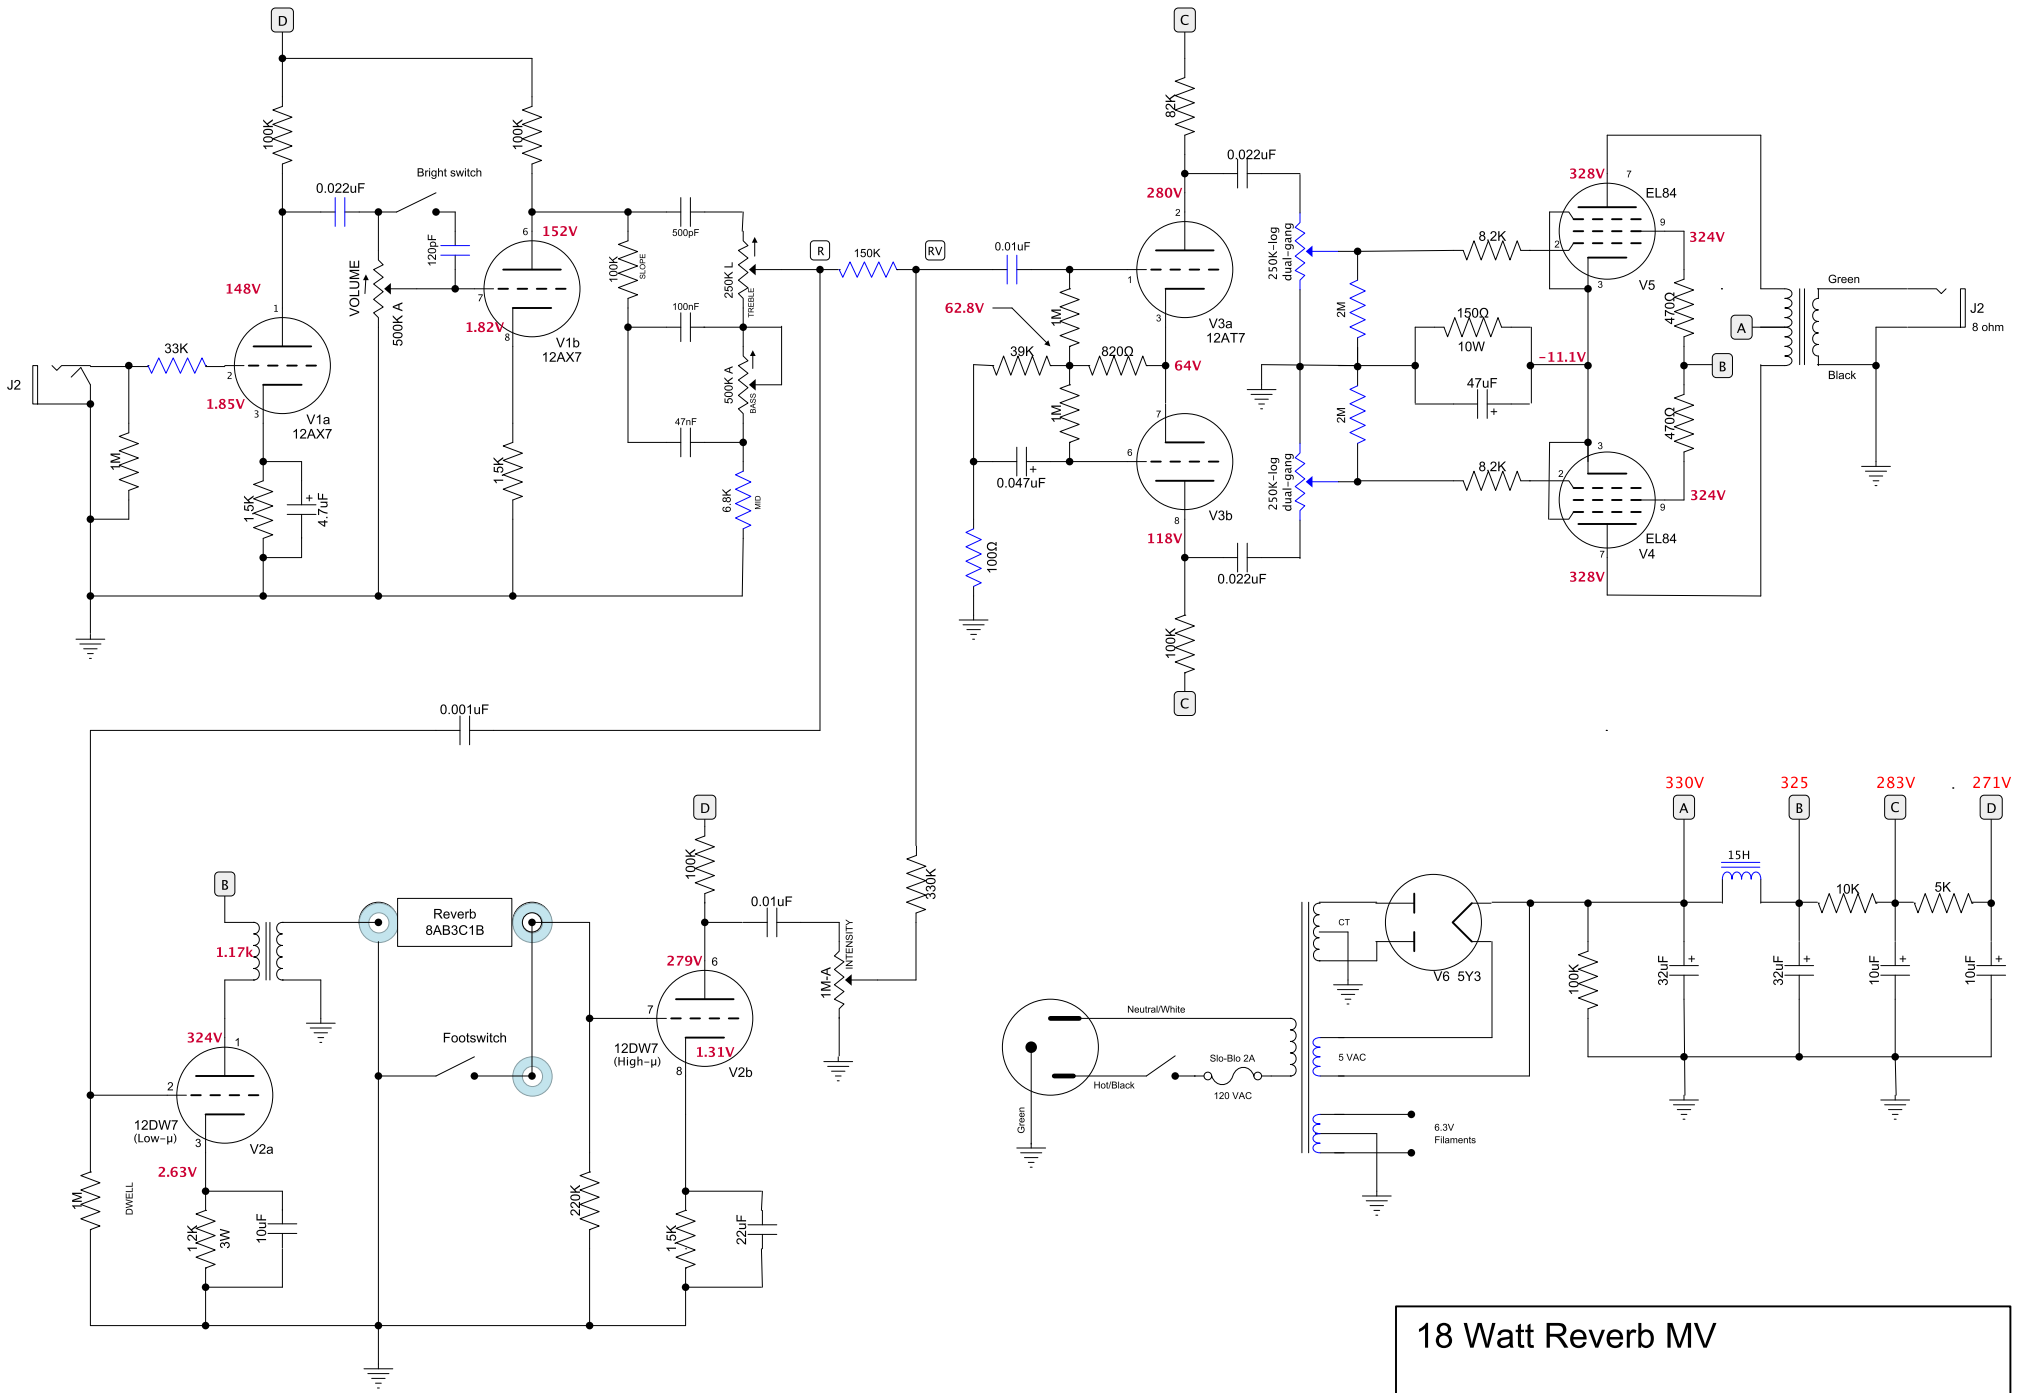 D
C
100K
100K
82K
0.022uF
Bright switch
0.022uF
120pF
VOLUME
500K A
148V
1
33K
J2
2
1.85V
3
V1a
12AX7
1M
1.5K
+
4.7uF
6
152V
7
1.82V
8
V1b
12AX7
1.5K
500pF
100K
SLOPE
250K L
TREBLE
100nF
500K A
BASS
47nF
6.8K
MID
R
150K
RV
0.01uF
62.8V
1M
39K
820Ω
1M
+
0.047uF
100Ω
280V
2
1
3
V3a
12AT7
64V
7
6
V3b
8
118V
0.022uF
100K
C
250K-log
dual-gang
250K-log
dual-gang
2M
2M
8.2K
150Ω
10W
-11.1V
47uF
+
8.2K
328V
7
EL84
9
324V
2
3
V5
470Ω
470Ω
3
2
324V
9
EL84
V4
7
328V
A
B
Green
J2
8 ohm
Black
0.001uF
B
1.17k
324V
1
2
12DW7
(Low-µ)
3
V2a
2.63V
1M
DWELL
1.2K
3W
10uF
Reverb
8AB3C1B
Footswitch
220K
D
100K
0.01uF
279V
6
7
12DW7
(High-µ)
1.31V
8
V2b
1.5K
22uF
1M-A
INTENSITY
330K
Neutral/White
Hot/Black
Green
Slo-Blo 2A
120 VAC
CT
V6 5Y3
5 VAC
6.3V
Filaments
330V
325
283V
271V
A
B
C
D
15H
10K
5K
100K
32uF
+
32uF
+
10uF
+
10uF
+
18 Watt Reverb MV